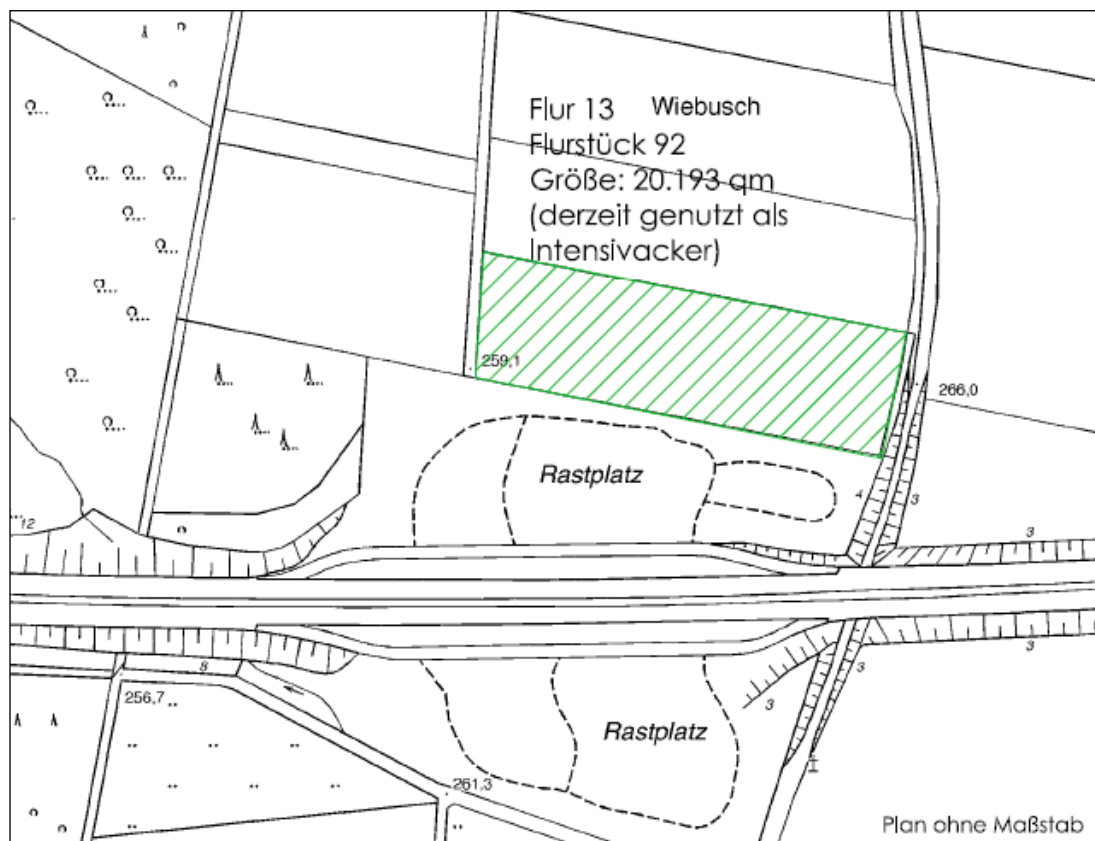 Flur 13 Wiebusch
Flurstück 92
Größe: 20.193 qm
(derzeit genutzt als
Intensivacker)
259,1
266,0
Rastplatz
4
3
12
3
8
3
3
256,7
3
Rastplatz
261,3
Plan ohne Maßstab